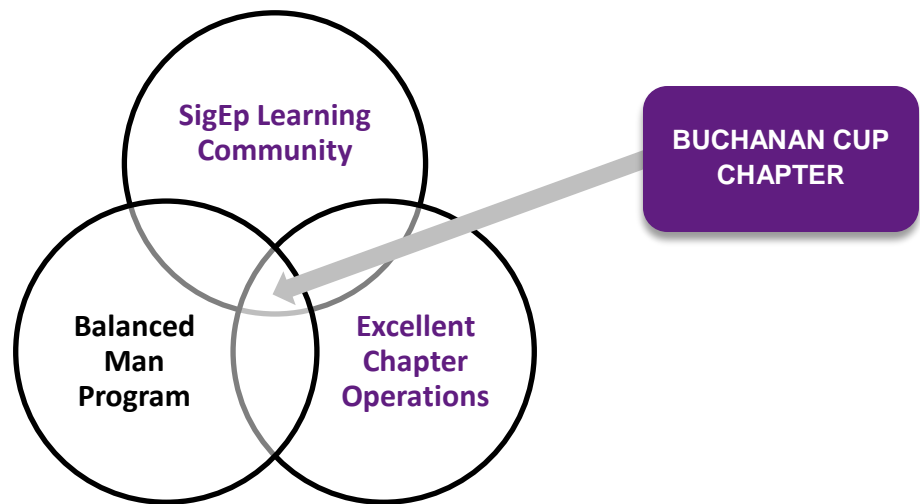 SigEp Learning
Community
BUCHANAN CUP
CHAPTER
Balanced
Man
Program
Excellent
Chapter
Operations